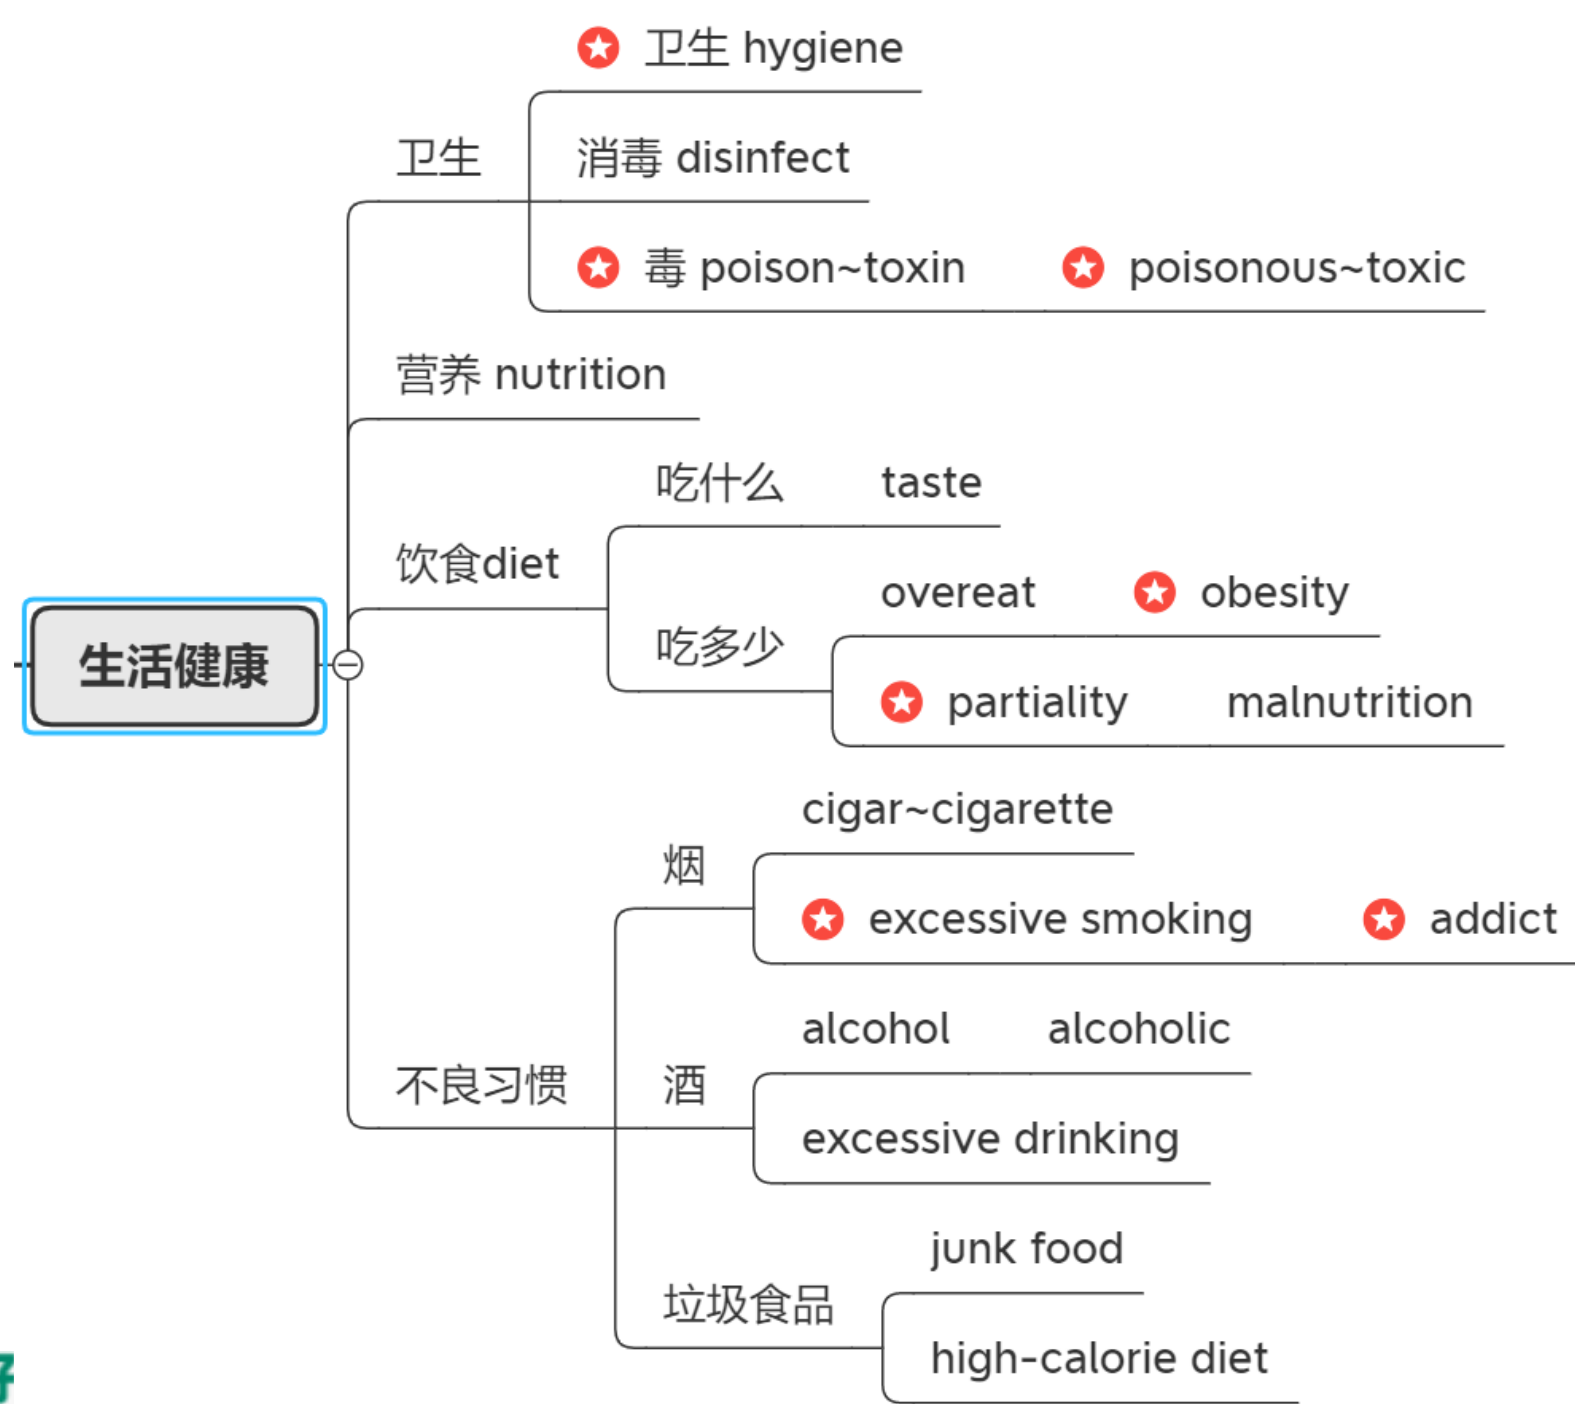 卫生 hygiene
卫生
消毒 disinfect
毒 poison~toxin poisonous~toxic
营养 nutrition
吃什么 taste
饮食diet
overeat obesity
吃多少
partiality malnutrition
生活健康
cigar~cigarette
烟
excessive smoking addict
alcohol alcoholic
不良习惯
酒
excessive drinking
junk food
垃圾食品
high-calorie diet